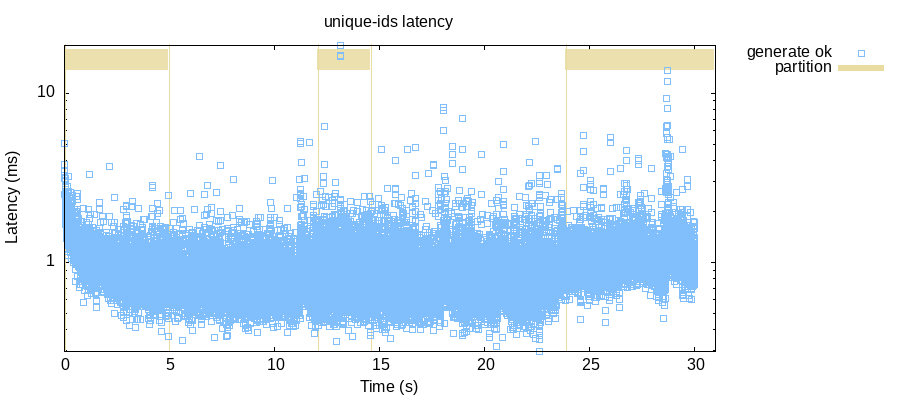 unique-ids latency
generate ok
partition
10
1
Latency (ms)
0 5 10 15 20 25 30
Time (s)